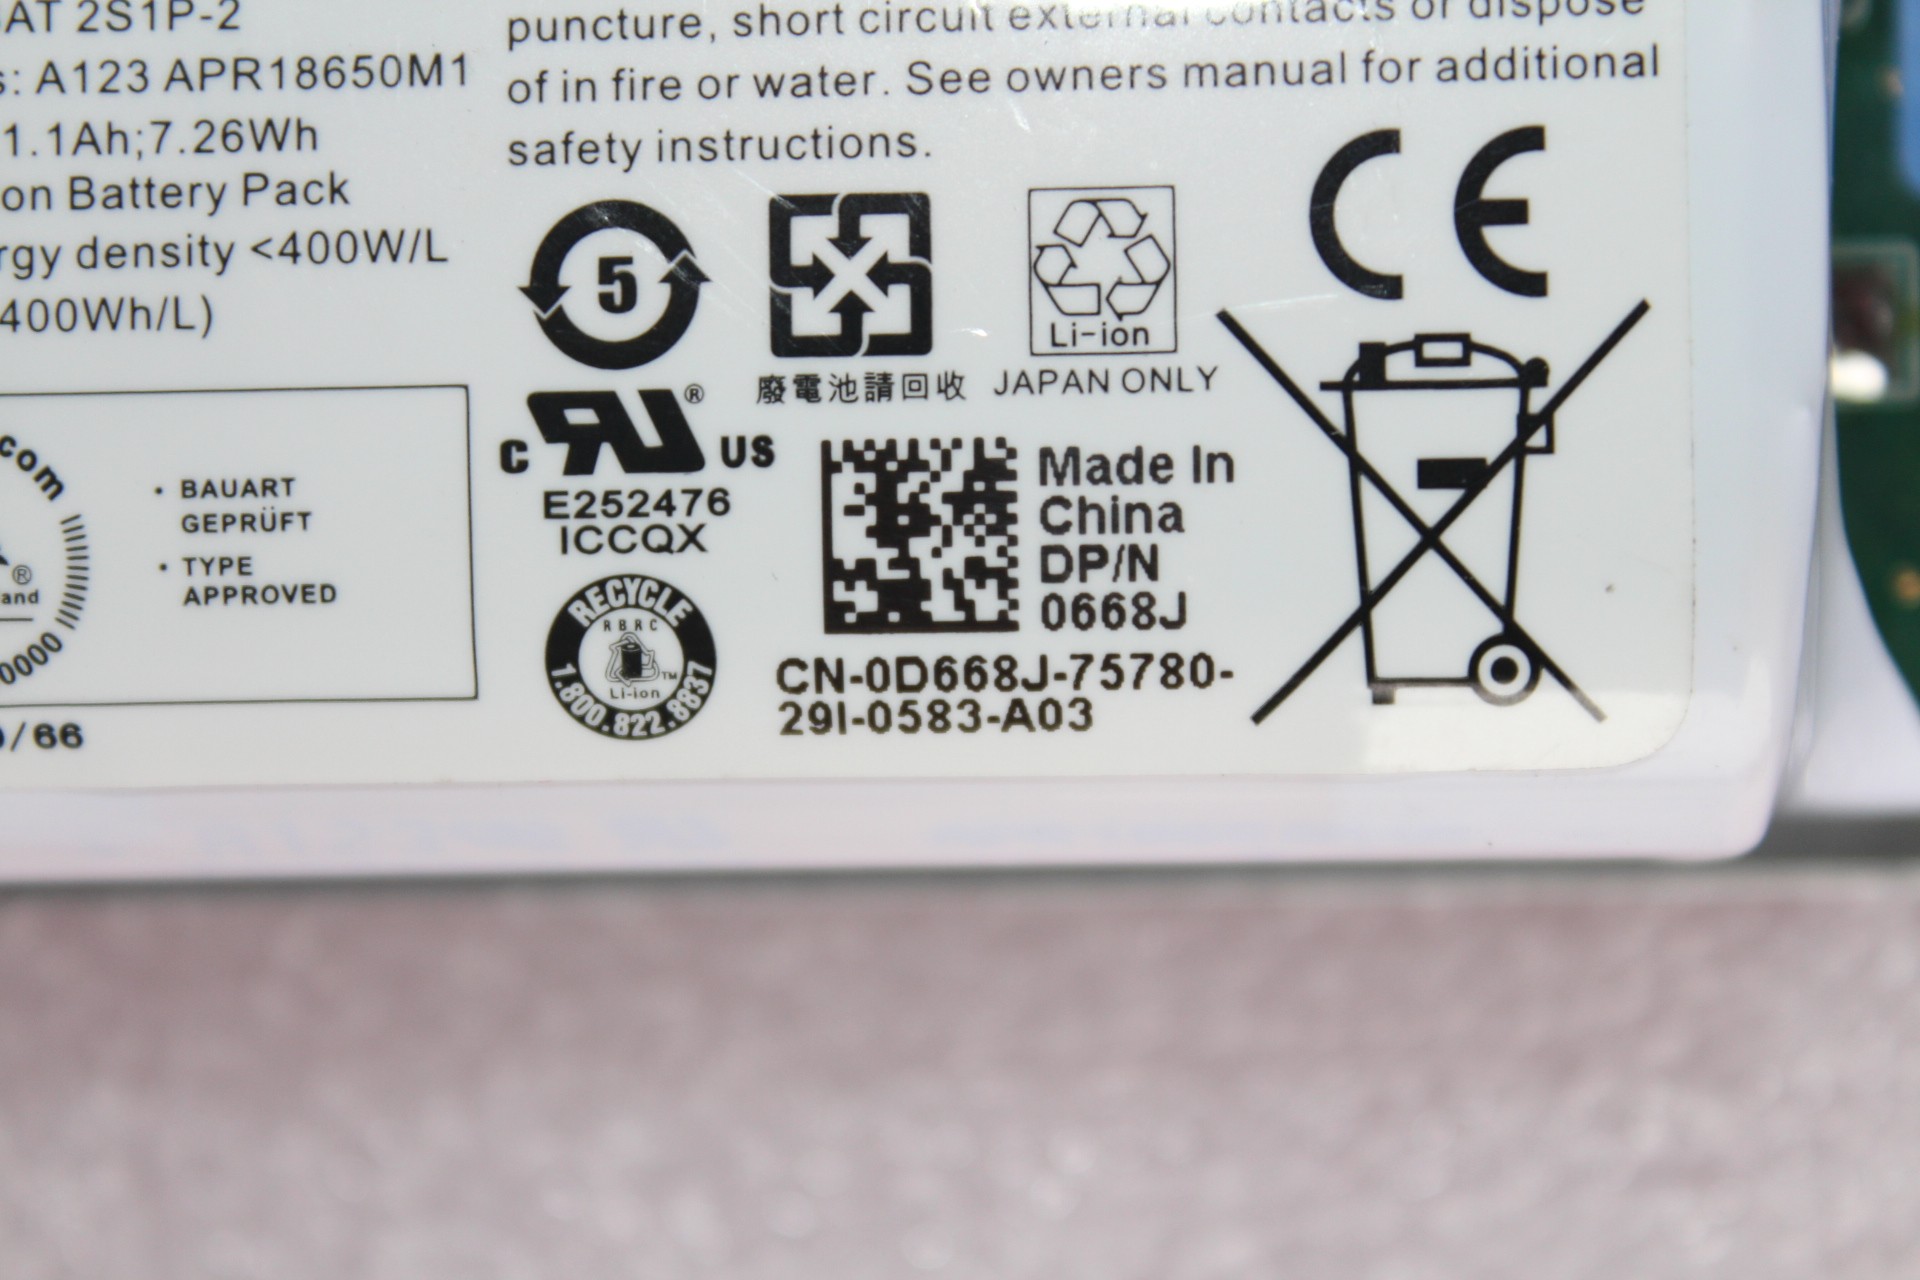 AT 2S1P-2
s: A123 APR18650M1
1.1Ah;7.26Wh
on Battery Pack
rgy density <400W/L
400Wh/L)
puncture, short circuit external contacts or dispose
of in fire or water. See owners manual for additional
safety instructions.
5
Li-ion
廢電池請回收
JAPAN ONLY
CE
com
®
and
0000
• BAUART
GEPRÜFT
• TYPE
APPROVED
/66
c RU ® US
E252476
ICCQX
RECYCLE
RBRC
TM
Li-ion
1.800.822.8837
Made In
China
DP/N
0668J
CN-0D668J-75780-
29I-0583-A03